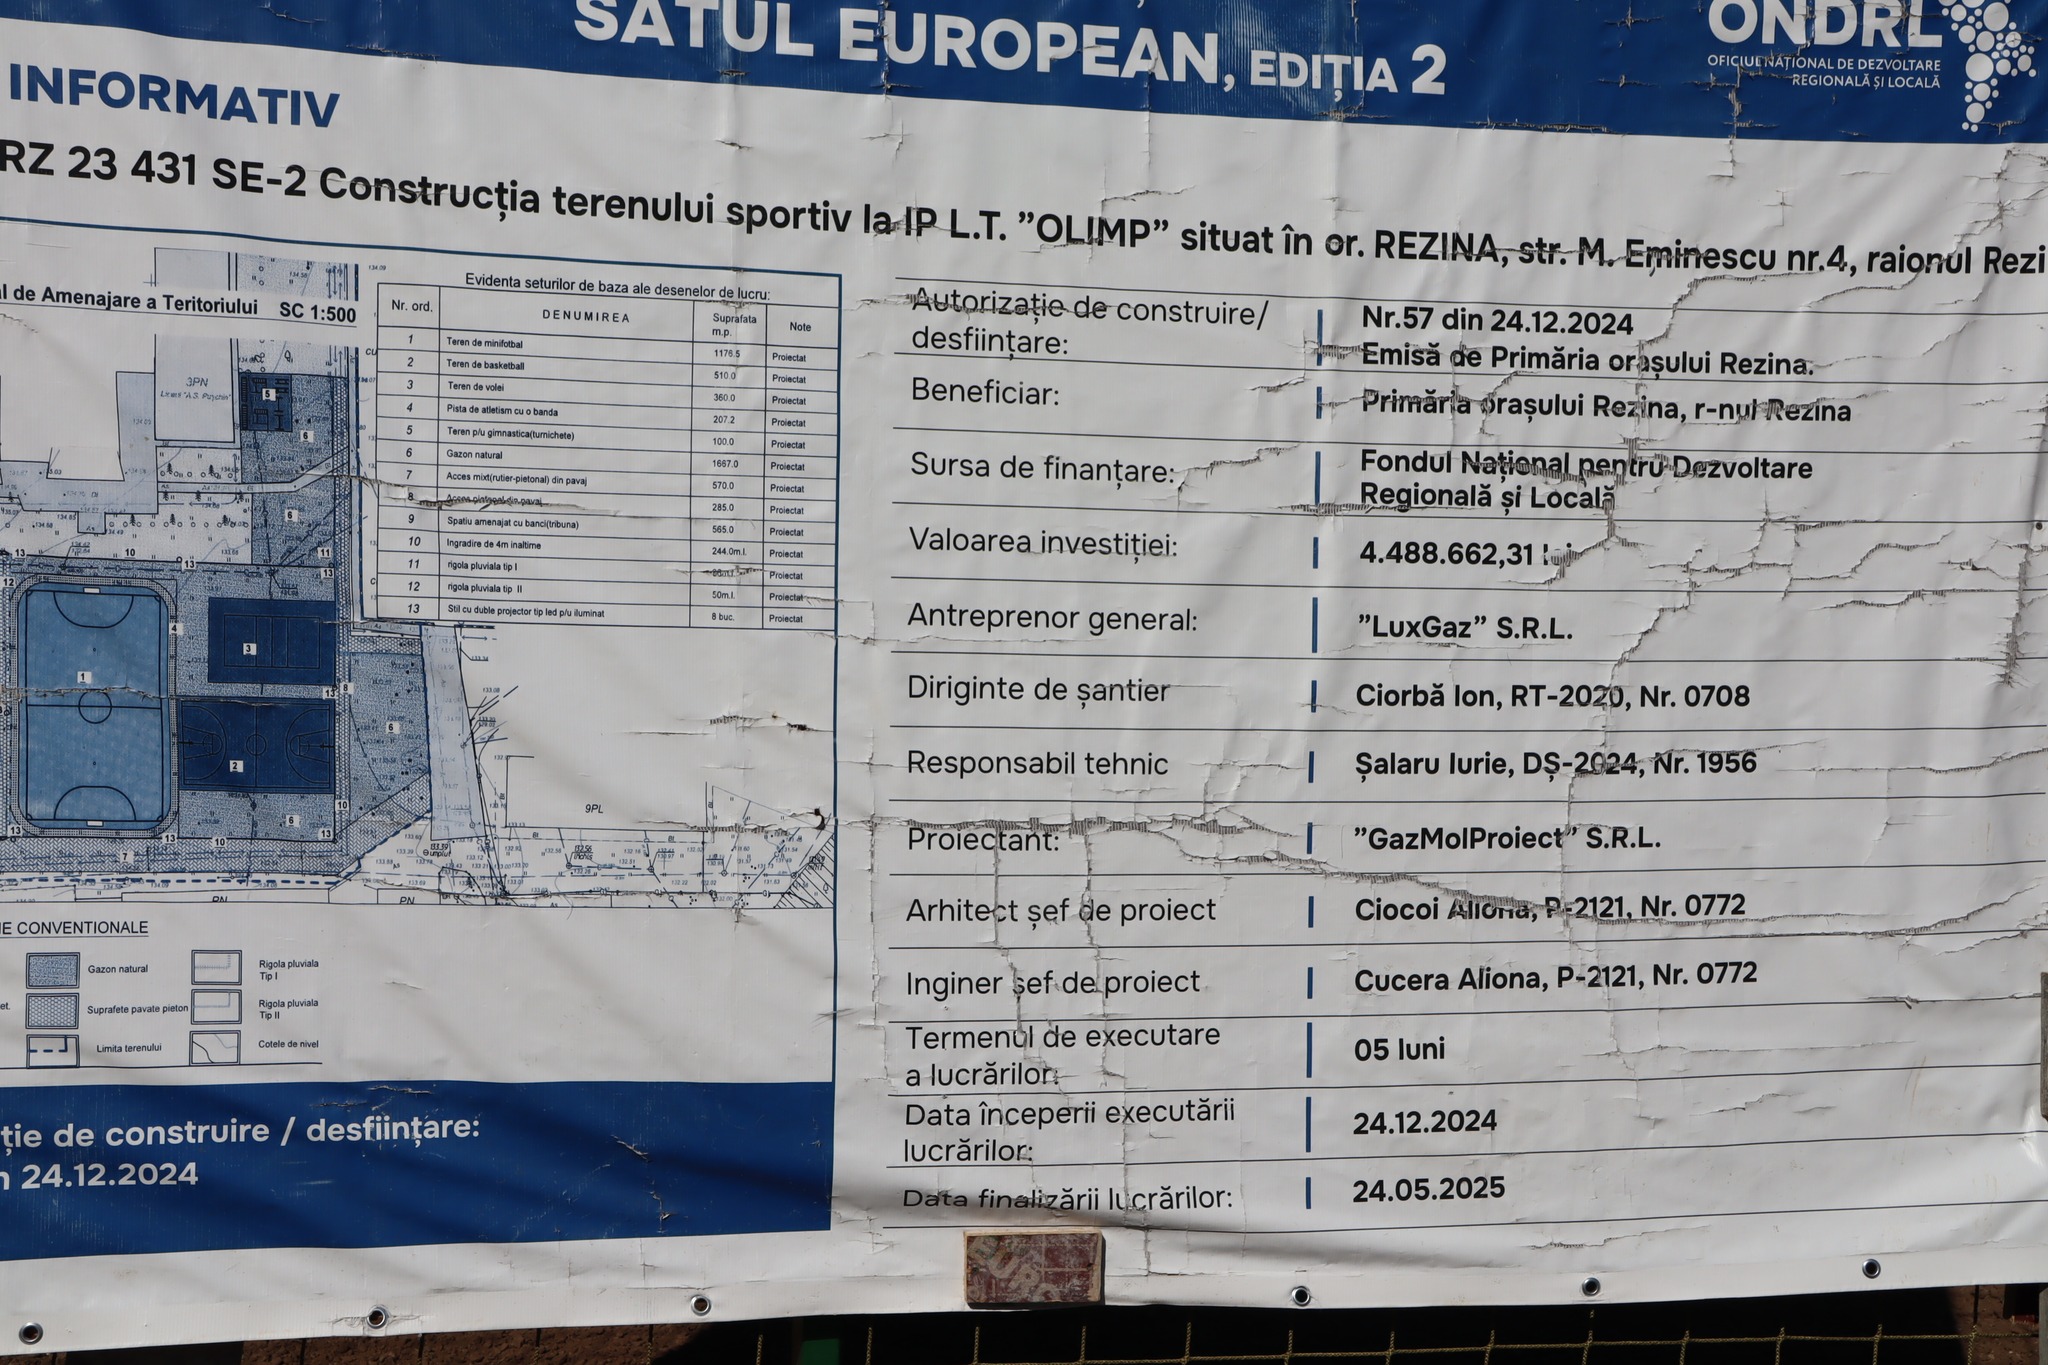 SATUL EUROPEAN, EDIȚIA 2
ONDRL
OFICIUL NAȚIONAL DE DEZVOLTARE
REGIONALĂ ȘI LOCALĂ
INFORMATIV
RZ 23 431 SE-2 Construcția terenului sportiv la IP L.T. ”OLIMP” situat în or. REZINA, str. M. Eminescu nr.4, raionul Rezi
al de Amenajare a Teritoriului SC 1:500
Evidenta seturilor de baza ale desenelor de lucru:
Nr. ord. DENUMIREA Suprafata m.p. Note
1 Teren de minifotbal 1176.5 Proiectat
2 Teren de basketball 510.0 Proiectat
3 Teren de volei 360.0 Proiectat
4 Pista de atletism cu o banda 207.2 Proiectat
5 Teren p/u gimnastica(turnichete) 100.0 Proiectat
6 Gazon natural 1667.0 Proiectat
7 Acces mixt(rutier-pietonal) din pavaj 570.0 Proiectat
8 Acces pietonal din pavaj 285.0 Proiectat
9 Spatiu amenajat cu banci(tribuna) 565.0 Proiectat
10 Ingradire de 4m inaltime 244.0m.l. Proiectat
11 rigola pluviala tip I Proiectat
12 rigola pluviala tip II 50m.l. Proiectat
13 Stil cu duble projector tip led p/u iluminat 8 buc. Proiectat
3PN
9PL
PN
PN
E CONVENTIONALE
Gazon natural
Rigola pluviala
Tip I
et.
Suprafete pavate pieton
Rigola pluviala
Tip II
Limita terenului
Cotele de nivel
ție de construire / desființare:
n 24.12.2024
Autorizație de construire/
desființare:
Nr.57 din 24.12.2024
Emisă de Primăria orașului Rezina.
Beneficiar:
Primăria orașului Rezina, r-nul Rezina
Sursa de finanțare:
Fondul Național pentru Dezvoltare
Regională și Locală
Valoarea investiției:
4.488.662,31 lei
Antreprenor general:
”LuxGaz” S.R.L.
Diriginte de șantier
Ciorbă Ion, RT-2020, Nr. 0708
Responsabil tehnic
Șalaru Iurie, DȘ-2024, Nr. 1956
Proiectant:
”GazMolProiect” S.R.L.
Arhitect șef de proiect
Ciocoi Aliona, P-2121, Nr. 0772
Inginer șef de proiect
Cucera Aliona, P-2121, Nr. 0772
Termenul de executare
a lucrărilor:
05 luni
Data începerii executării
lucrărilor:
24.12.2024
Data finalizării lucrărilor:
24.05.2025